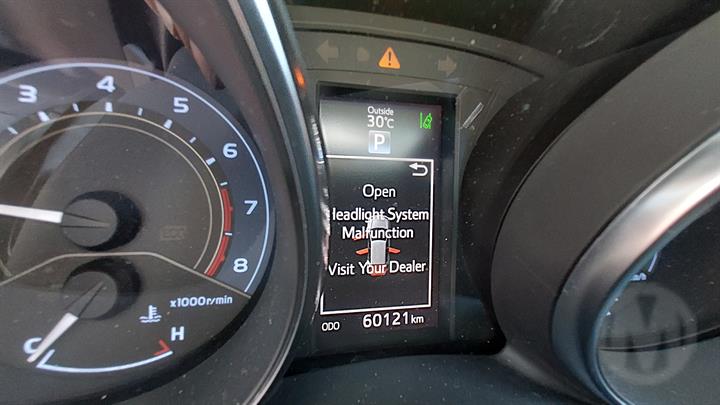 3
4
5
6
7
8
x1000r/min
C
H
Outside
30°C
P
Open
Headlight System
Malfunction
Visit Your Dealer
ODO 60121 km